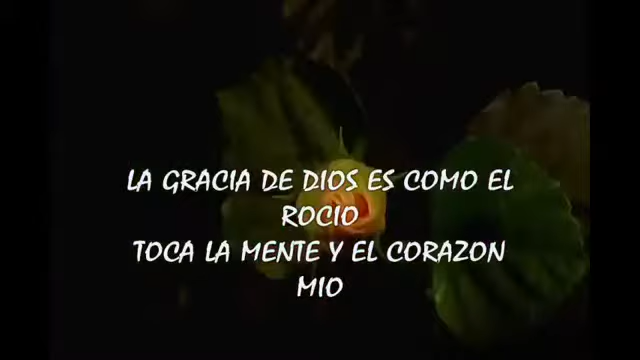 LA GRACIA DE DIOS ES COMO EL
ROCIO
TOCA LA MENTE Y EL CORAZON
MIO